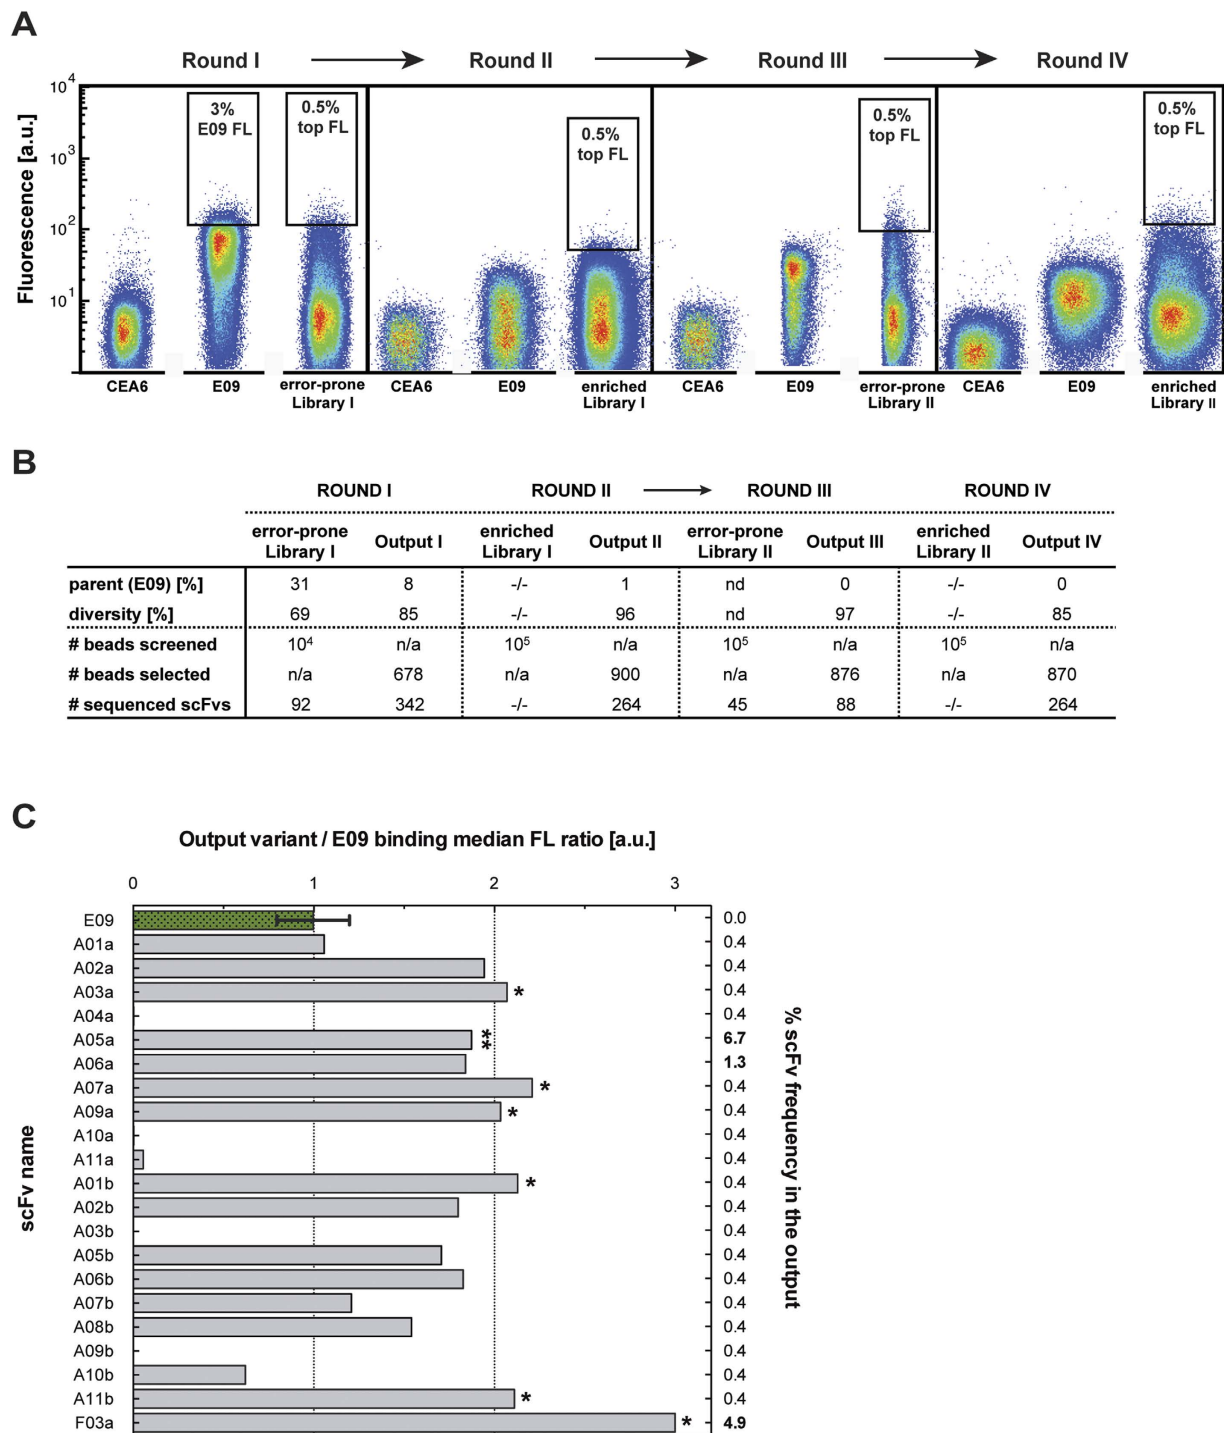 A
Round I Round II Round III Round IV
Fluorescence [a.u.]
10⁴
10³
10²
10¹
3%
E09 FL
0.5%
top FL
0.5%
top FL
0.5%
top FL
0.5%
top FL
CEA6 E09 error-prone
Library I
CEA6 E09 enriched
Library I
CEA6 E09 error-prone
Library II
CEA6 E09 enriched
Library II
B
ROUND I ROUND II ROUND III ROUND IV
error-prone Library I Output I enriched Library I Output II error-prone Library II Output III enriched Library II Output IV
parent (E09) [%] 31 8 -/- 1 nd 0 -/- 0
diversity [%] 69 85 -/- 96 nd 97 -/- 85
# beads screened 10⁴ n/a 10⁵ n/a 10⁵ n/a 10⁵ n/a
# beads selected n/a 678 n/a 900 n/a 876 n/a 870
# sequenced scFvs 92 342 -/- 264 45 88 -/- 264
C
Output variant / E09 binding median FL ratio [a.u.]
0 1 2 3
scFv name
% scFv frequency in the output
E09 0.0
A01a 0.4
A02a 0.4
A03a * 0.4
A04a 0.4
A05a ** 6.7
A06a 1.3
A07a * 0.4
A09a * 0.4
A10a 0.4
A11a 0.4
A01b * 0.4
A02b 0.4
A03b 0.4
A05b 0.4
A06b 0.4
A07b 0.4
A08b 0.4
A09b 0.4
A10b 0.4
A11b * 0.4
F03a * 4.9